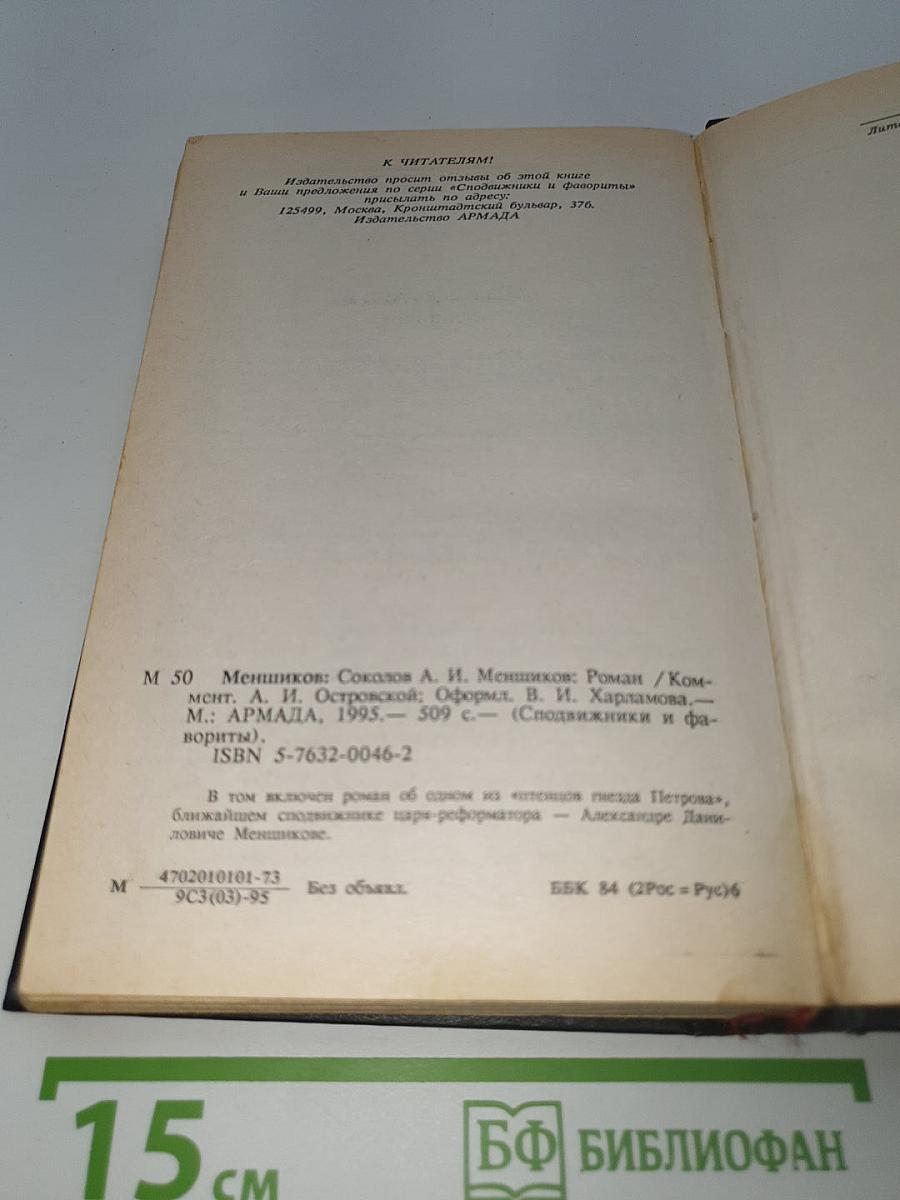 К ЧИТАТЕЛЯМ!
Издательство просит отзывы об этой книге
и Ваши предложения по серии «Сподвижники и фавориты»
присылать по адресу:
125499, Москва, Кронштадтский бульвар, 37б.
Издательство АРМАДА
М 50 Меншиков: Соколов А. И. Меншиков: Роман /Ком-
мент. А. И. Островской; Оформл. В. И. Харламова.—
М.: АРМАДА, 1995.— 509 с.— (Сподвижники и фа-
вориты).
ISBN 5-7632-0046-2
В том включен роман об одном из «птенцов гнезда Петрова»,
ближайшем сподвижнике царя-реформатора — Александре Дани-
ловиче Меншикове.
М 4702010101-73 Без объявл. ББК 84 (2Рос=Рус)6
9С3(03)-95
15 см
БФ БИБЛИОФАН